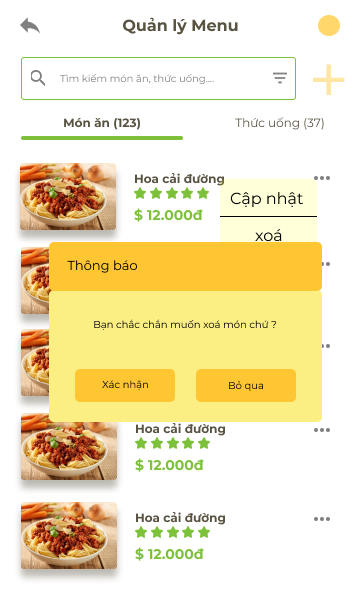 Quản lý Menu
Tìm kiếm món ăn, thức uống....
Món ăn (123)
Thức uống (37)
Hoa cải đường
$ 12.000đ
Cập nhật
xoá
Thông báo
Bạn chắc chắn muốn xoá món chứ ?
Xác nhận
Bỏ qua
Hoa cải đường
$ 12.000đ
Hoa cải đường
$ 12.000đ